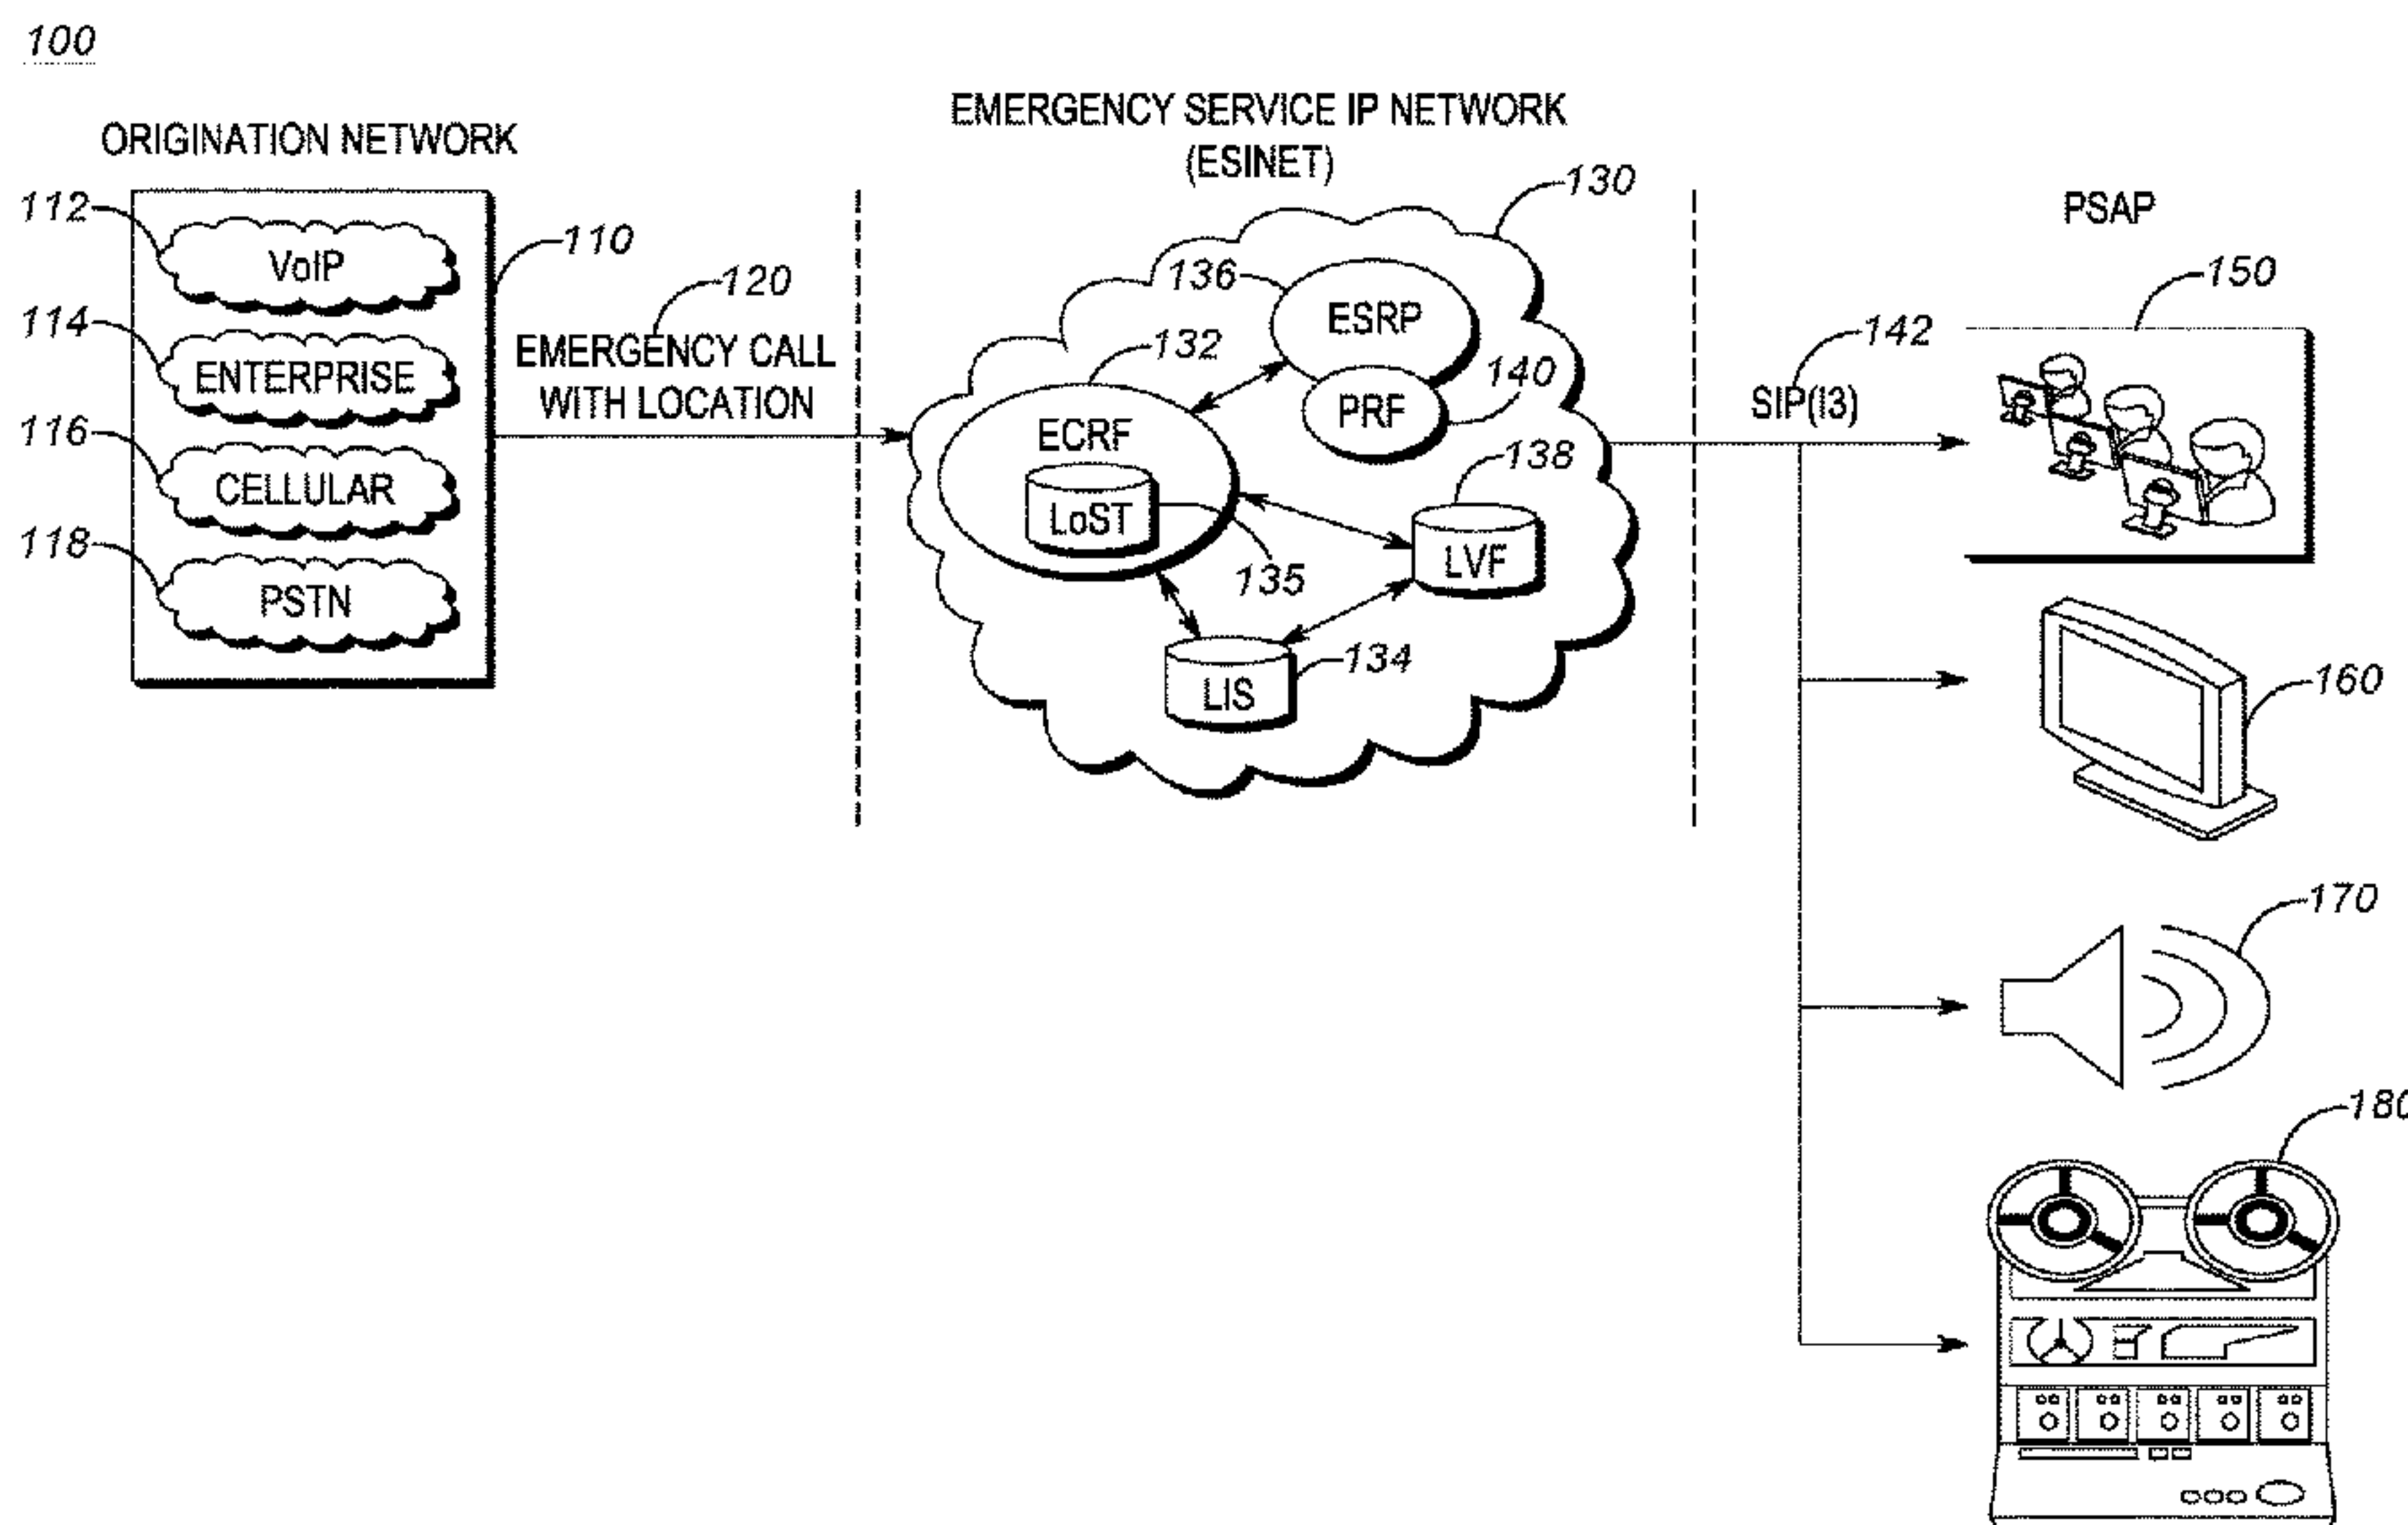 100
ORIGINATION NETWORK
112
VoIP
110
114
ENTERPRISE
116
CELLULAR
118
PSTN
120
EMERGENCY CALL
WITH LOCATION
EMERGENCY SERVICE IP NETWORK
(ESINET)
130
136
ESRP
132
140
PRF
ECRF
LoST
135
138
LVF
134
LIS
142
SIP(I3)
PSAP
150
160
170
180